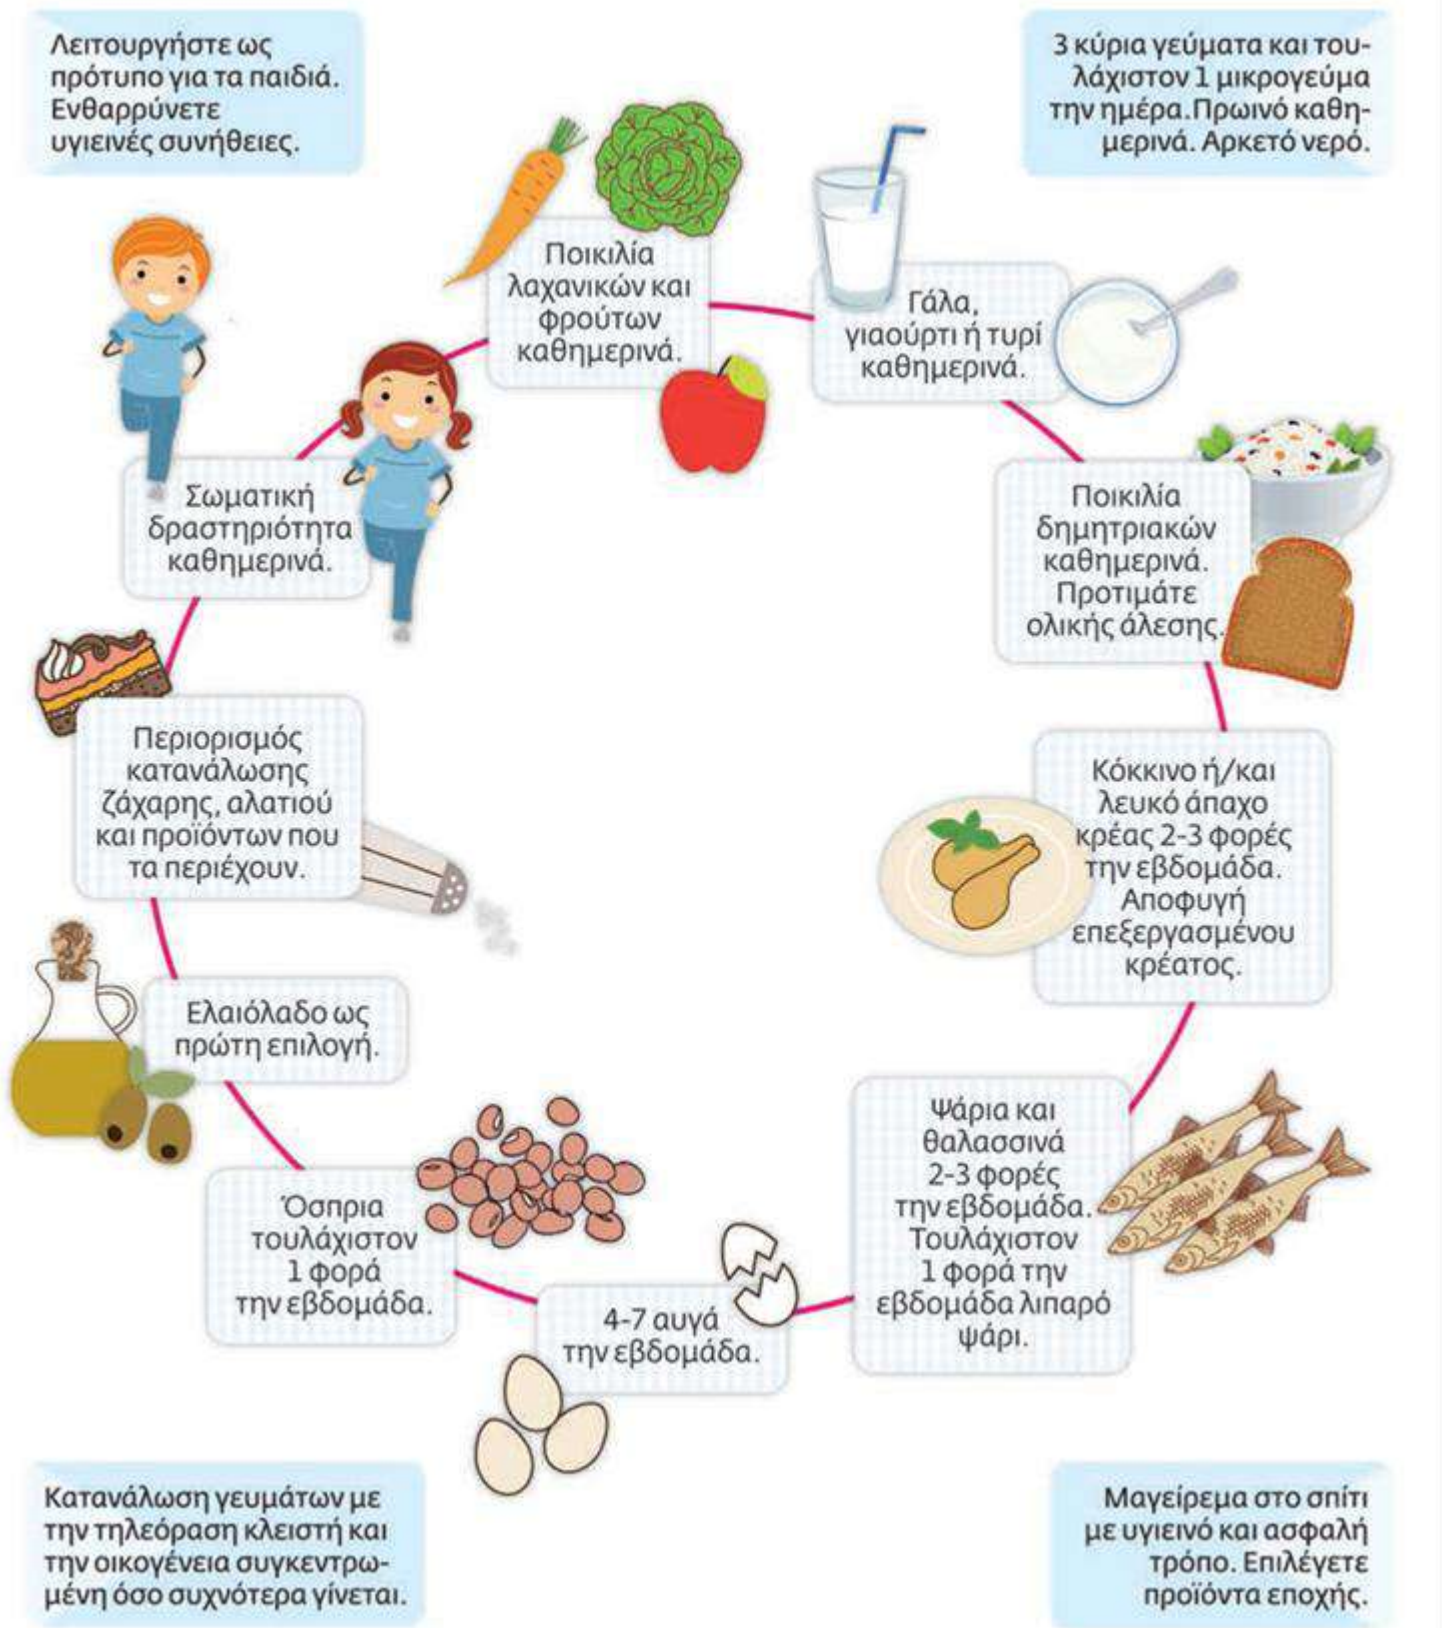 Λειτουργήστε ως
πρότυπο για τα παιδιά.
Ενθαρρύνετε
υγιεινές συνήθειες.
3 κύρια γεύματα και του-
λάχιστον 1 μικρογεύμα
την ημέρα.Πρωινό καθη-
μερινά. Αρκετό νερό.
Ποικιλία
λαχανικών και
φρούτων
καθημερινά.
Γάλα,
γιαούρτι ή τυρί
καθημερινά.
Ποικιλία
δημητριακών
καθημερινά.
Προτιμάτε
ολικής άλεσης.
Κόκκινο ή/και
λευκό άπαχο
κρέας 2-3 φορές
την εβδομάδα.
Αποφυγή
επεξεργασμένου
κρέατος.
Ψάρια και
θαλασσινά
2-3 φορές
την εβδομάδα.
Τουλάχιστον
1 φορά την
εβδομάδα λιπαρό
ψάρι.
4-7 αυγά
την εβδομάδα.
Όσπρια
τουλάχιστον
1 φορά
την εβδομάδα.
Ελαιόλαδο ως
πρώτη επιλογή.
Περιορισμός
κατανάλωσης
ζάχαρης, αλατιού
και προϊόντων που
τα περιέχουν.
Σωματική
δραστηριότητα
καθημερινά.
Κατανάλωση γευμάτων με
την τηλεόραση κλειστή και
την οικογένεια συγκεντρω-
μένη όσο συχνότερα γίνεται.
Μαγείρεμα στο σπίτι
με υγιεινό και ασφαλή
τρόπο. Επιλέγετε
προϊόντα εποχής.